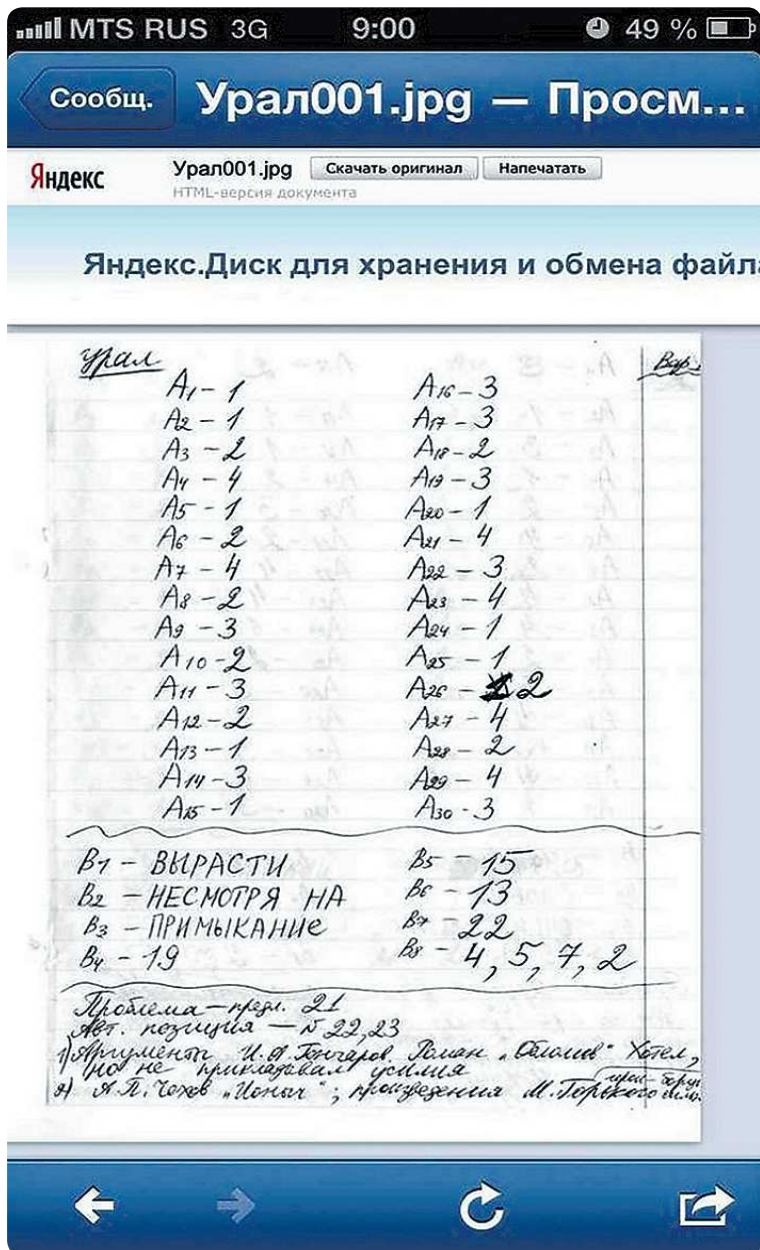 MTS RUS 3G 9:00 49 %
Сообщ. Урал001.jpg — Просм...
Яндекс Урал001.jpg Скачать оригинал Напечатать
HTML-версия документа
Яндекс.Диск для хранения и обмена файла
Урал Вар.
A1 - 1 A16 - 3
A2 - 1 A17 - 3
A3 - 2 A18 - 2
A4 - 4 A19 - 3
A5 - 1 A20 - 1
A6 - 2 A21 - 4
A7 - 4 A22 - 3
A8 - 2 A23 - 4
A9 - 3 A24 - 1
A10 - 2 A25 - 1
A11 - 3 A26 - 2
A12 - 2 A27 - 4
A13 - 1 A28 - 2
A14 - 3 A29 - 4
A15 - 1 A30 - 3
B1 - ВЫРАСТИ B5 - 15
B2 - НЕСМОТРЯ НА B6 - 13
B3 - ПРИМЫКАНИЕ B7 - 22
B4 - 19 B8 - 4, 5, 7, 2
Проблема — предл. 21
Авт. позиция — N 22, 23
1) Аргументы И.А. Гончаров. Роман „Обломов" Хотел,
но не прикладывал усилия
2) А.П. Чехов „Ионыч"; произведения М. Горького